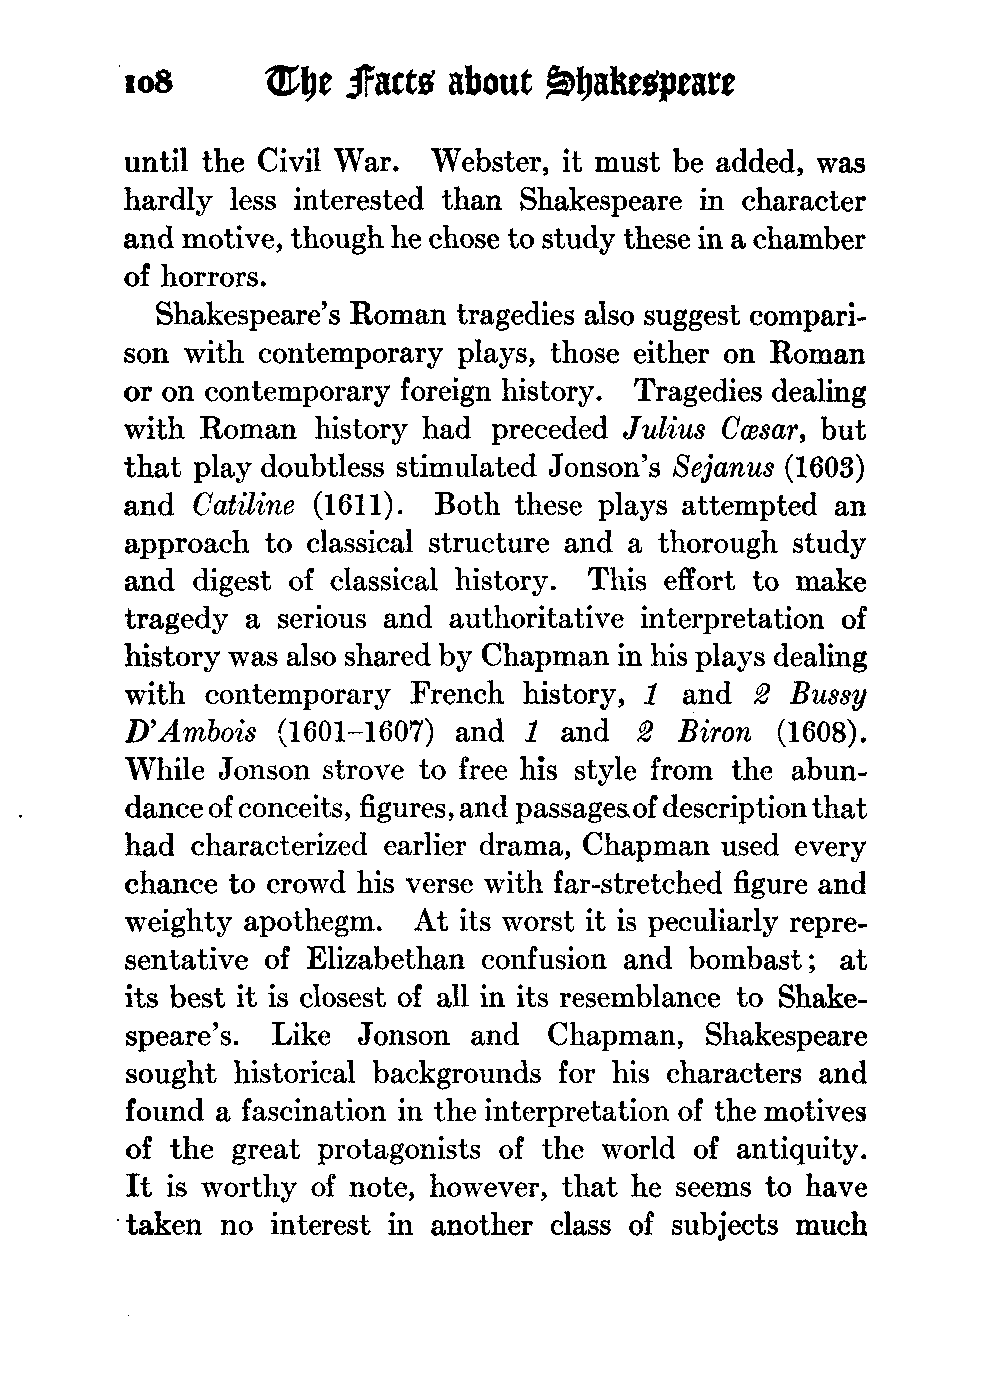 108 The Facts about Shakespeare
until the Civil War. Webster, it must be added, was
hardly less interested than Shakespeare in character
and motive, though he chose to study these in a chamber
of horrors.
Shakespeare's Roman tragedies also suggest compari-
son with contemporary plays, those either on Roman
or on contemporary foreign history. Tragedies dealing
with Roman history had preceded Julius Cæsar, but
that play doubtless stimulated Jonson's Sejanus (1603)
and Catiline (1611). Both these plays attempted an
approach to classical structure and a thorough study
and digest of classical history. This effort to make
tragedy a serious and authoritative interpretation of
history was also shared by Chapman in his plays dealing
with contemporary French history, 1 and 2 Bussy
D'Ambois (1601–1607) and 1 and 2 Biron (1608).
While Jonson strove to free his style from the abun-
dance of conceits, figures, and passages of description that
had characterized earlier drama, Chapman used every
chance to crowd his verse with far-stretched figure and
weighty apothegm. At its worst it is peculiarly repre-
sentative of Elizabethan confusion and bombast; at
its best it is closest of all in its resemblance to Shake-
speare's. Like Jonson and Chapman, Shakespeare
sought historical backgrounds for his characters and
found a fascination in the interpretation of the motives
of the great protagonists of the world of antiquity.
It is worthy of note, however, that he seems to have
taken no interest in another class of subjects much